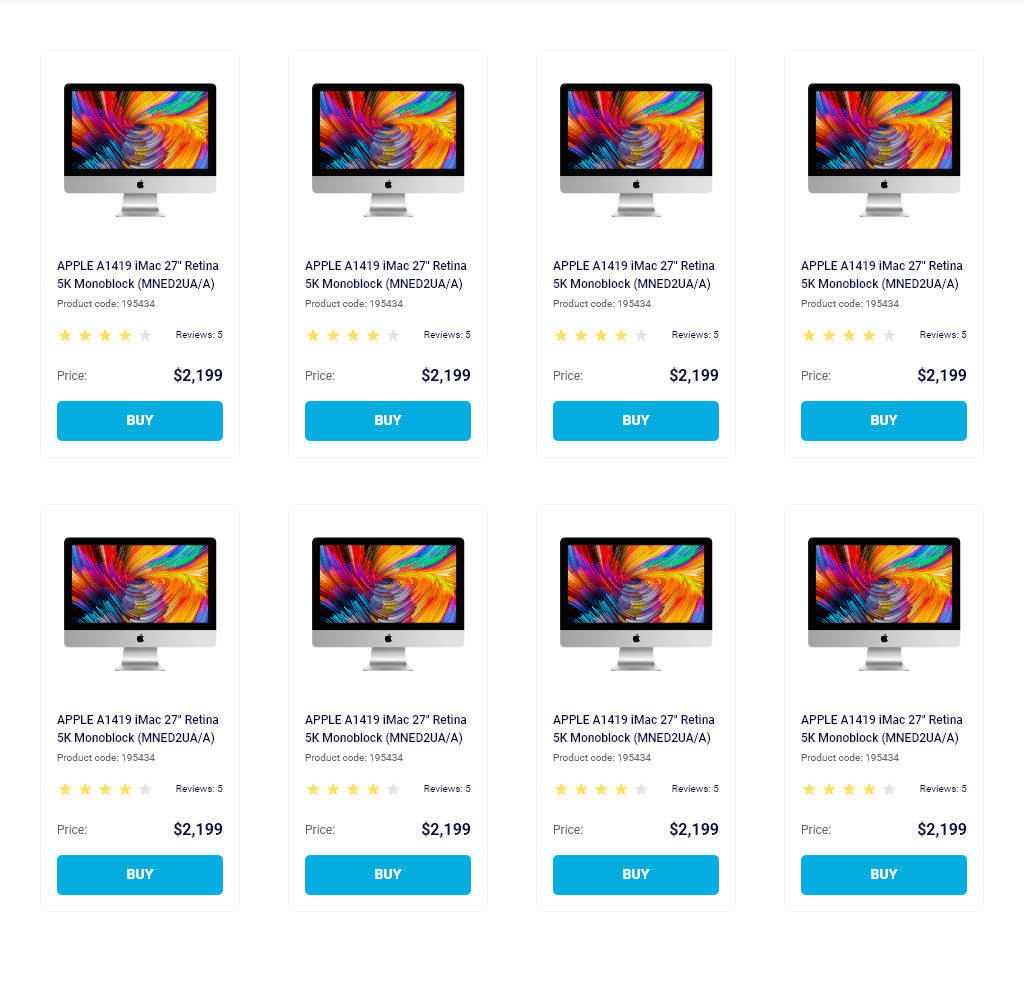 APPLE A1419 iMac 27" Retina
5K Monoblock (MNED2UA/A)
Product code: 195434
Reviews: 5
Price: $2,199
BUY
APPLE A1419 iMac 27" Retina
5K Monoblock (MNED2UA/A)
Product code: 195434
Reviews: 5
Price: $2,199
BUY
APPLE A1419 iMac 27" Retina
5K Monoblock (MNED2UA/A)
Product code: 195434
Reviews: 5
Price: $2,199
BUY
APPLE A1419 iMac 27" Retina
5K Monoblock (MNED2UA/A)
Product code: 195434
Reviews: 5
Price: $2,199
BUY
APPLE A1419 iMac 27" Retina
5K Monoblock (MNED2UA/A)
Product code: 195434
Reviews: 5
Price: $2,199
BUY
APPLE A1419 iMac 27" Retina
5K Monoblock (MNED2UA/A)
Product code: 195434
Reviews: 5
Price: $2,199
BUY
APPLE A1419 iMac 27" Retina
5K Monoblock (MNED2UA/A)
Product code: 195434
Reviews: 5
Price: $2,199
BUY
APPLE A1419 iMac 27" Retina
5K Monoblock (MNED2UA/A)
Product code: 195434
Reviews: 5
Price: $2,199
BUY